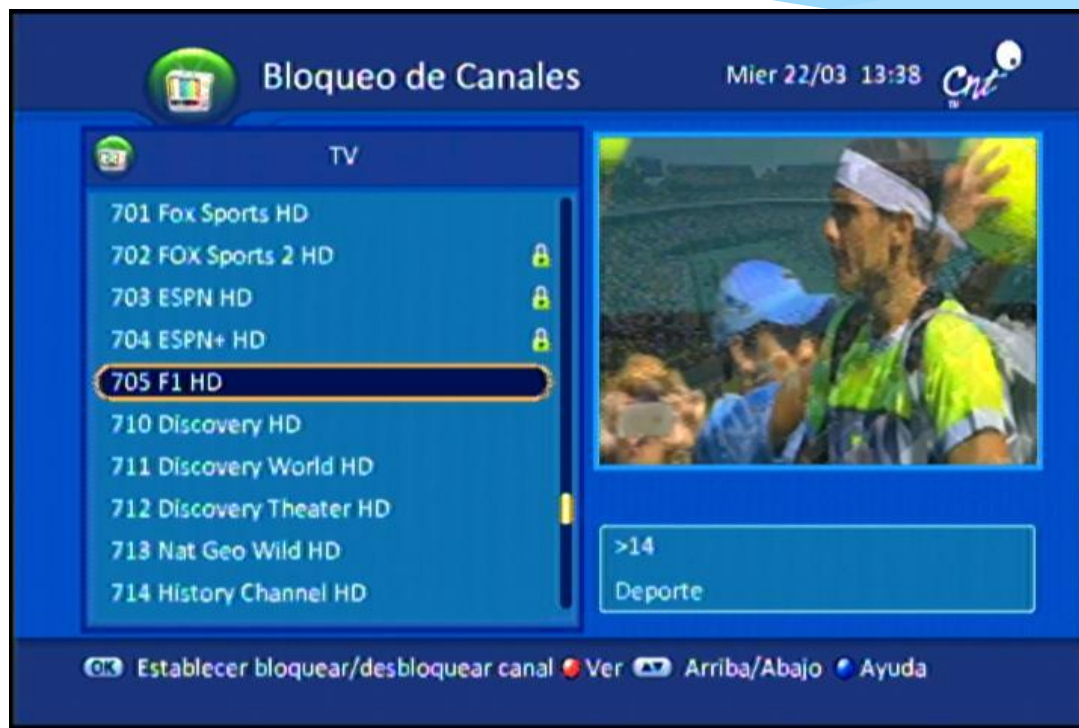 Bloqueo de Canales
Mier 22/03 13:38
Cnt
TM
TV
701 Fox Sports HD
702 FOX Sports 2 HD
703 ESPN HD
704 ESPN+ HD
705 F1 HD
710 Discovery HD
711 Discovery World HD
712 Discovery Theater HD
713 Nat Geo Wild HD
714 History Channel HD
>14
Deporte
OK Establecer bloquear/desbloquear canal Ver Arriba/Abajo Ayuda